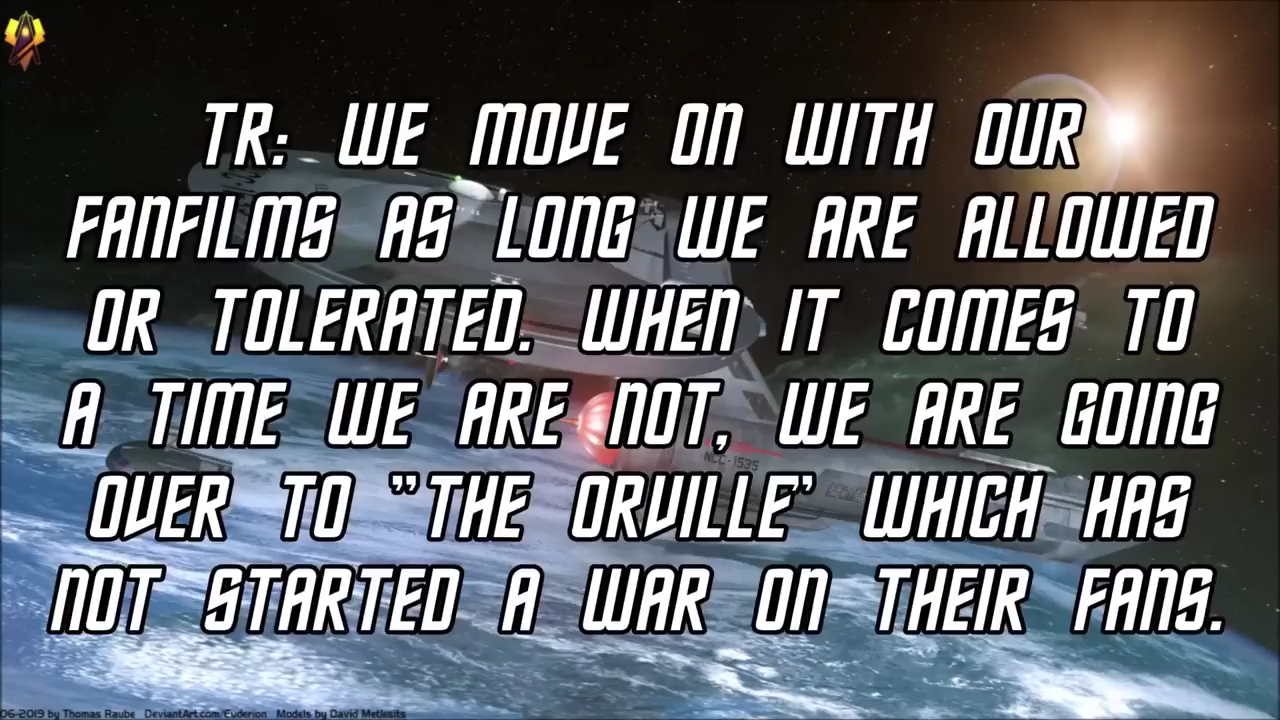 TR: WE MOVE ON WITH OUR
FANFILMS AS LONG WE ARE ALLOWED
OR TOLERATED. WHEN IT COMES TO
A TIME WE ARE NOT, WE ARE GOING
OVER TO "THE ORVILLE" WHICH HAS
NOT STARTED A WAR ON THEIR FANS.
NCC-1535
06-2019 by Thomas Raube DeviantArt.com/Euderion Models by David Metlesits